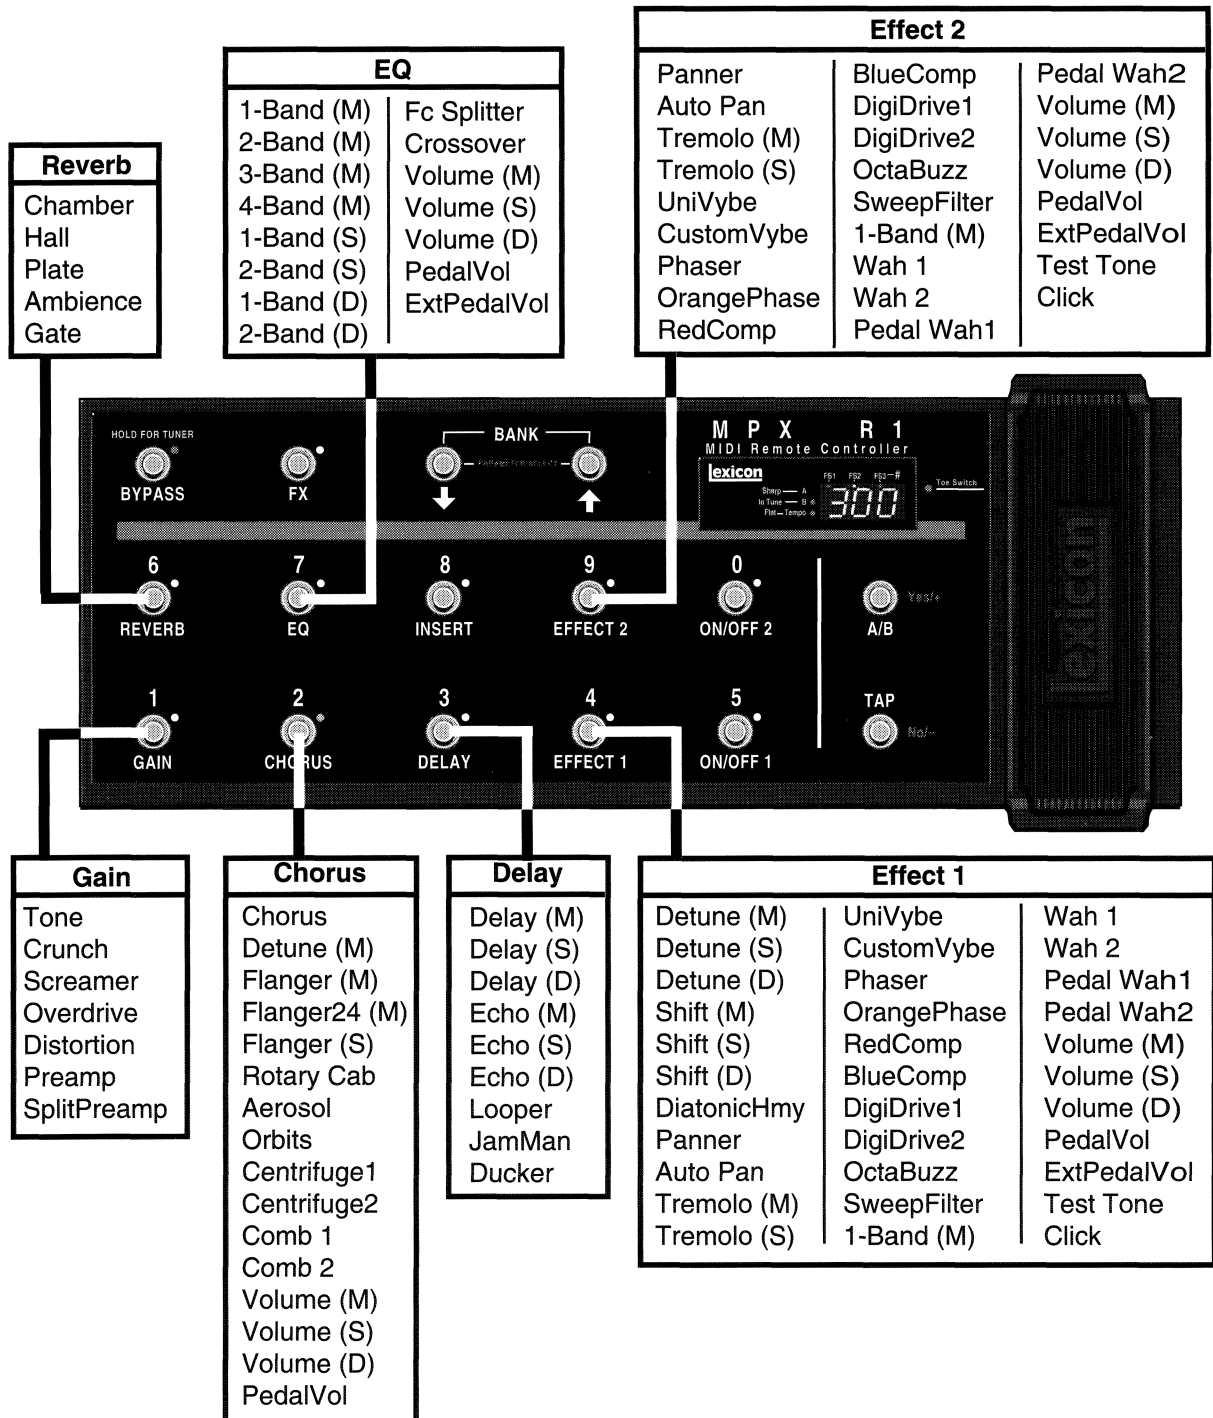 Effect 2
Panner
Auto Pan
Tremolo (M)
Tremolo (S)
UniVybe
CustomVybe
Phaser
OrangePhase
RedComp
BlueComp
DigiDrive1
DigiDrive2
OctaBuzz
SweepFilter
1-Band (M)
Wah 1
Wah 2
Pedal Wah1
Pedal Wah2
Volume (M)
Volume (S)
Volume (D)
PedalVol
ExtPedalVol
Test Tone
Click
EQ
1-Band (M)
2-Band (M)
3-Band (M)
4-Band (M)
1-Band (S)
2-Band (S)
1-Band (D)
2-Band (D)
Fc Splitter
Crossover
Volume (M)
Volume (S)
Volume (D)
PedalVol
ExtPedalVol
Reverb
Chamber
Hall
Plate
Ambience
Gate
HOLD FOR TUNER
BYPASS
FX
BANK
PARAMETER SELECT
MPX R1
MIDI Remote Controller
lexicon
FS1 FS2 FS3 #
Sharp A
In Tune B
Flat Tempo
300
Toe Switch
lexicon
6
REVERB
7
EQ
8
INSERT
9
EFFECT 2
0
ON/OFF 2
A/B
Yes/+
1
GAIN
2
CHORUS
3
DELAY
4
EFFECT 1
5
ON/OFF 1
TAP
No/-
Gain
Tone
Crunch
Screamer
Overdrive
Distortion
Preamp
SplitPreamp
Chorus
Chorus
Detune (M)
Flanger (M)
Flanger24 (M)
Flanger (S)
Rotary Cab
Aerosol
Orbits
Centrifuge1
Centrifuge2
Comb 1
Comb 2
Volume (M)
Volume (S)
Volume (D)
PedalVol
Delay
Delay (M)
Delay (S)
Delay (D)
Echo (M)
Echo (S)
Echo (D)
Looper
JamMan
Ducker
Effect 1
Detune (M)
Detune (S)
Detune (D)
Shift (M)
Shift (S)
Shift (D)
DiatonicHmy
Panner
Auto Pan
Tremolo (M)
Tremolo (S)
UniVybe
CustomVybe
Phaser
OrangePhase
RedComp
BlueComp
DigiDrive1
DigiDrive2
OctaBuzz
SweepFilter
1-Band (M)
Wah 1
Wah 2
Pedal Wah1
Pedal Wah2
Volume (M)
Volume (S)
Volume (D)
PedalVol
ExtPedalVol
Test Tone
Click